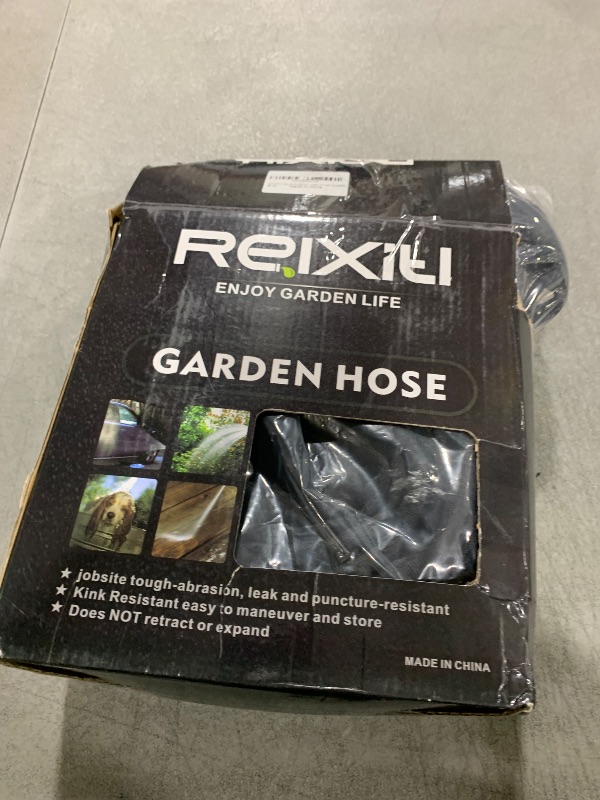 ReiXiti
ENJOY GARDEN LIFE
GARDEN HOSE
★ jobsite tough-abrasion, leak and puncture-resistant
★ Kink Resistant easy to maneuver and store
★ Does NOT retract or expand
MADE IN CHINA